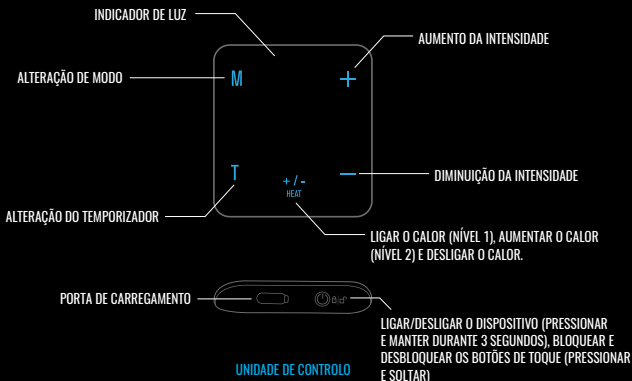 INDICADOR DE LUZ
AUMENTO DA INTENSIDADE
ALTERAÇÃO DE MODO
M
+
T
+ / -
HEAT
—
DIMINUIÇÃO DA INTENSIDADE
ALTERAÇÃO DO TEMPORIZADOR
LIGAR O CALOR (NÍVEL 1), AUMENTAR O CALOR
(NÍVEL 2) E DESLIGAR O CALOR.
PORTA DE CARREGAMENTO
LIGAR/DESLIGAR O DISPOSITIVO (PRESSIONAR
E MANTER DURANTE 3 SEGUNDOS), BLOQUEAR E
DESBLOQUEAR OS BOTÕES DE TOQUE (PRESSIONAR
E SOLTAR)
UNIDADE DE CONTROLO